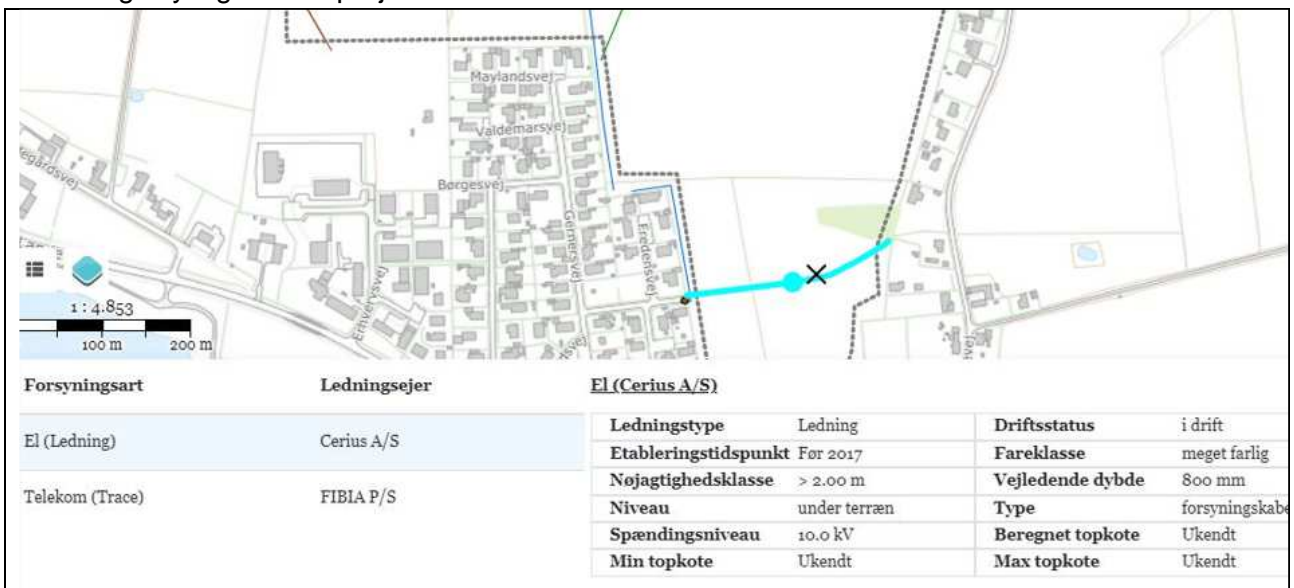 Maylandsvej
Valdemarsvej
Børgesvej
Gernersvej
Fredensvej
Erhvervsvej
1 : 4.853
100 m
200 m
Forsyningsart
Ledningsejer
El (Cerius A/S)
El (Ledning)
Cerius A/S
Telekom (Trace)
FIBIA P/S
Ledningstype
Ledning
Driftsstatus
i drift
Etableringstidspunkt
Før 2017
Fareklasse
meget farlig
Nøjagtighedsklasse
> 2.00 m
Vejledende dybde
800 mm
Niveau
under terræn
Type
forsyningskabe
Spændingsniveau
10.0 kV
Beregnet topkote
Ukendt
Min topkote
Ukendt
Max topkote
Ukendt